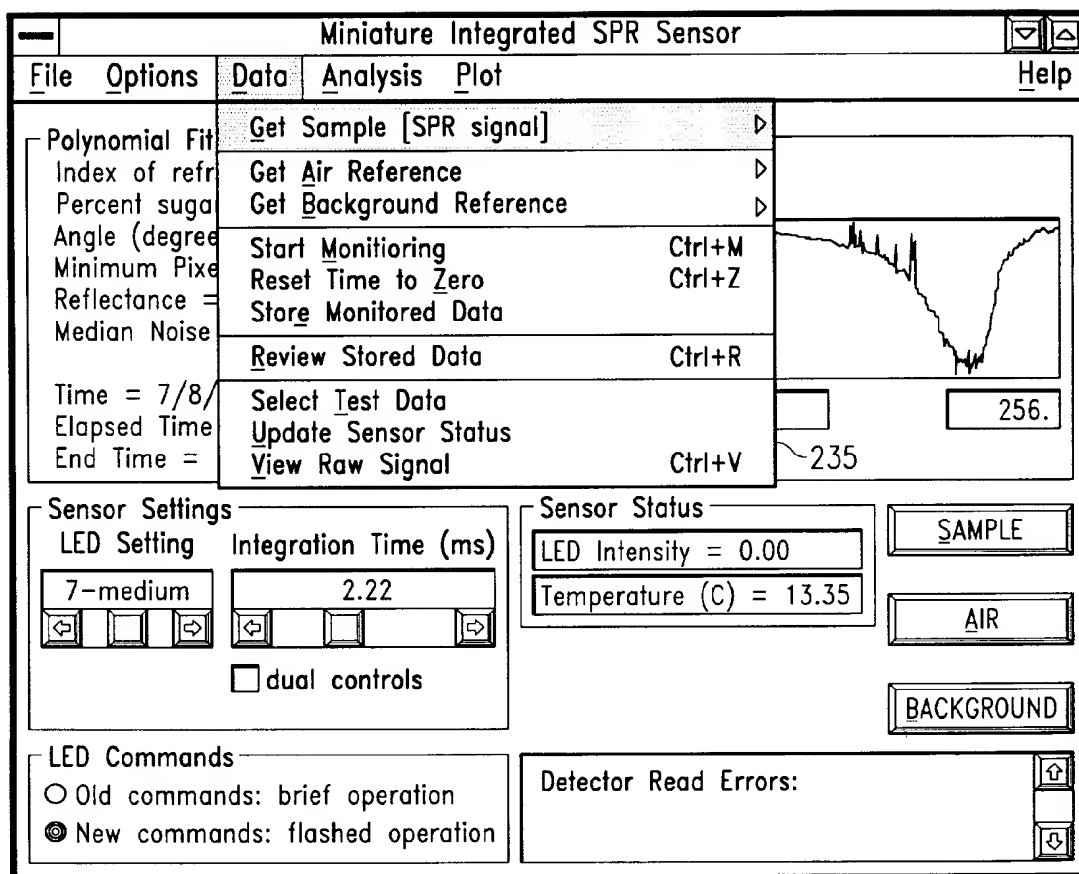 Miniature Integrated SPR Sensor
File Options Data Analysis Plot Help
Get Sample [SPR signal]
Get Air Reference
Get Background Reference
Start Monitioring Ctrl+M
Reset Time to Zero Ctrl+Z
Store Monitored Data
Review Stored Data Ctrl+R
Select Test Data
Update Sensor Status
View Raw Signal Ctrl+V
Polynomial Fit
Index of refr
Percent sugar
Angle (degree
Minimum Pixe
Reflectance =
Median Noise
Time = 7/8/
Elapsed Time
End Time =
256.
235
Sensor Settings
LED Setting Integration Time (ms)
7-medium 2.22
dual controls
Sensor Status
LED Intensity = 0.00
Temperature (C) = 13.35
SAMPLE
AIR
BACKGROUND
LED Commands
Old commands: brief operation
New commands: flashed operation
Detector Read Errors: